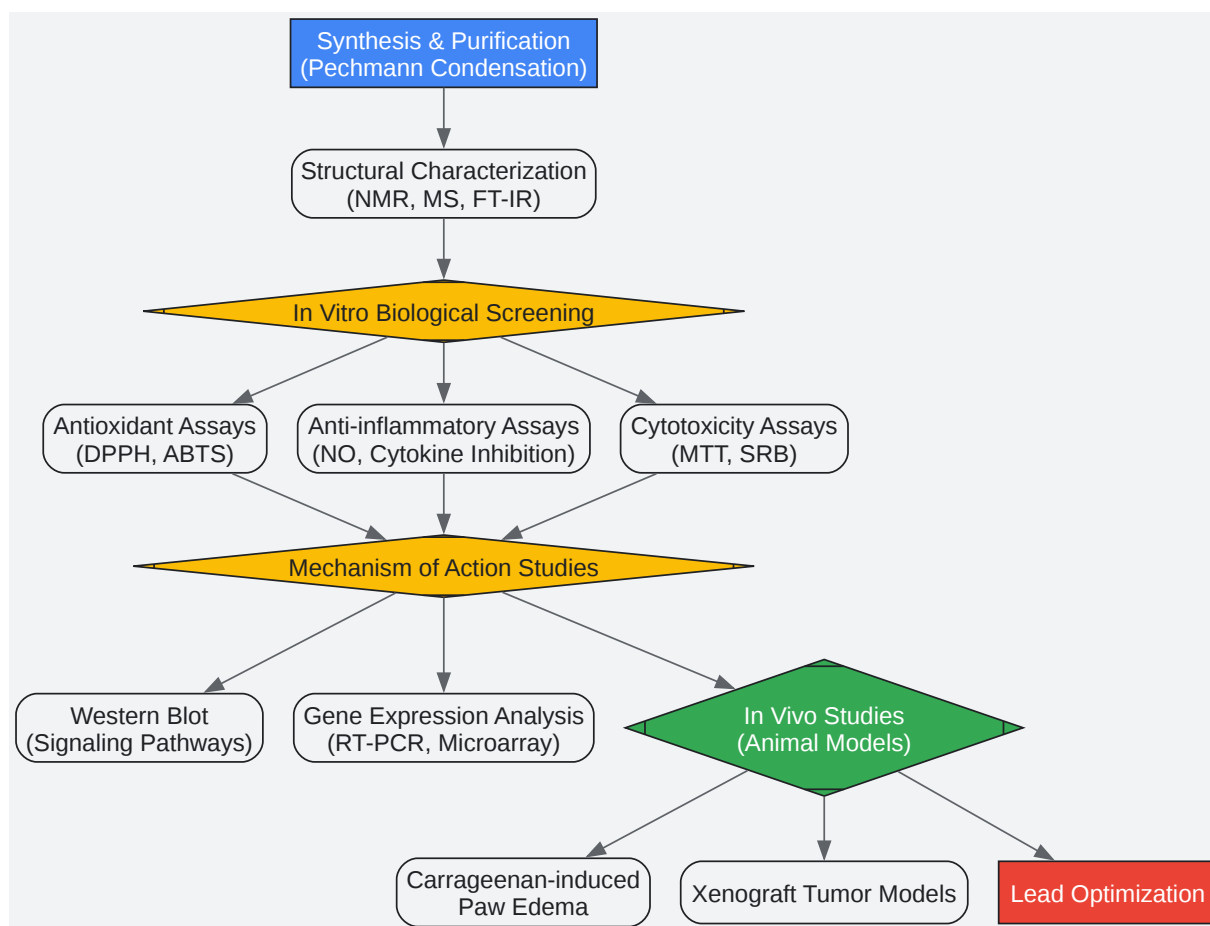 Synthesis & Purification
(Pechmann Condensation)
Structural Characterization
(NMR, MS, FT-IR)
In Vitro Biological Screening
Antioxidant Assays
(DPPH, ABTS)
Anti-inflammatory Assays
(NO, Cytokine Inhibition)
Cytotoxicity Assays
(MTT, SRB)
Mechanism of Action Studies
Western Blot
(Signaling Pathways)
Gene Expression Analysis
(RT-PCR, Microarray)
In Vivo Studies
(Animal Models)
Carrageenan-induced
Paw Edema
Xenograft Tumor Models
Lead Optimization